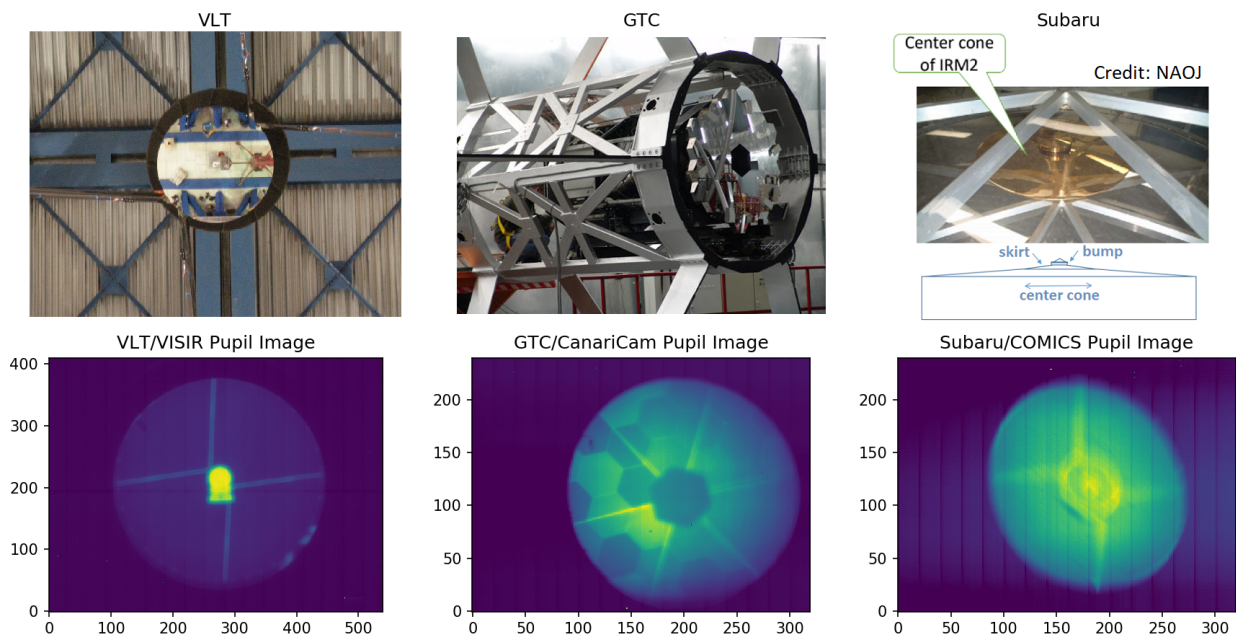 VLT
GTC
Subaru
Center cone
of IRM2
Credit: NAOJ
skirt
bump
center cone
VLT/VISIR Pupil Image
GTC/CanariCam Pupil Image
Subaru/COMICS Pupil Image
400
300
200
100
0
0
100
200
300
400
500
200
150
100
50
0
0
100
200
300
200
150
100
50
0
0
50
100
150
200
250
300